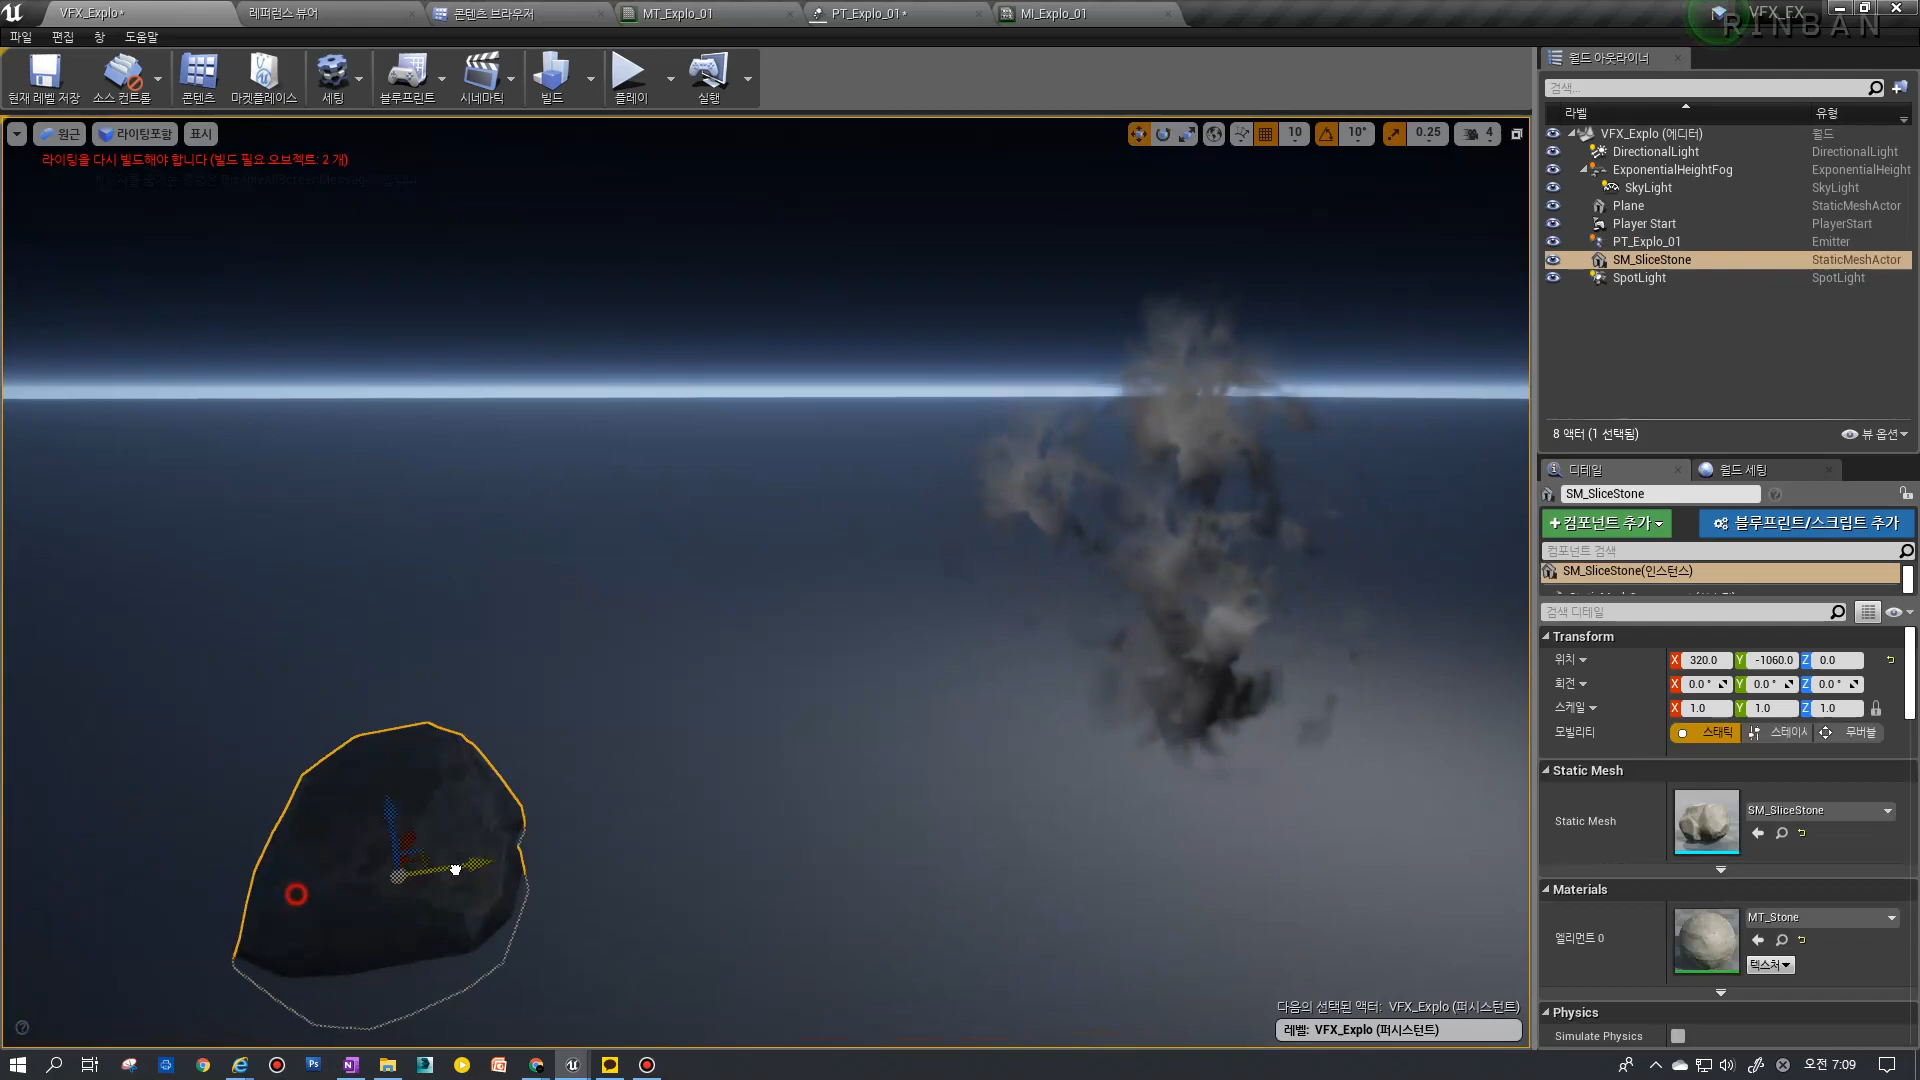 VFX_Explo*
레퍼런스 뷰어
콘텐츠 브라우저
MT_Explo_01
PT_Explo_01*
MI_Explo_01
VFX_EX
RINBAN
파일 편집 창 도움말
현재 레벨 저장
소스 컨트롤
콘텐츠
마켓플레이스
세팅
블루프린트
시네마틱
빌드
플레이
실행
원근
라이팅포함
표시
10
10°
0.25
4
라이팅을 다시 빌드해야 합니다 (빌드 필요 오브젝트: 2 개)
월드 아웃라이너
검색...
라벨 유형
VFX_Explo (에디터) 월드
DirectionalLight DirectionalLight
ExponentialHeightFog ExponentialHeight
SkyLight SkyLight
Plane StaticMeshActor
Player Start PlayerStart
PT_Explo_01 Emitter
SM_SliceStone StaticMeshActor
SpotLight SpotLight
8 액터 (1 선택됨)
뷰 옵션
디테일
월드 세팅
SM_SliceStone
+컴포넌트 추가
블루프린트/스크립트 추가
컴포넌트 검색
SM_SliceStone(인스턴스)
검색 디테일
Transform
위치 X 320.0 Y -1060.0 Z 0.0
회전 X 0.0 ° Y 0.0 ° Z 0.0 °
스케일 X 1.0 Y 1.0 Z 1.0
모빌리티 스태틱 스테이시 무버블
Static Mesh
Static Mesh
SM_SliceStone
Materials
엘리먼트 0
MT_Stone
텍스처
Physics
Simulate Physics
다음의 선택된 액터: VFX_Explo (퍼시스턴트)
레벨: VFX_Explo (퍼시스턴트)
오전 7:09